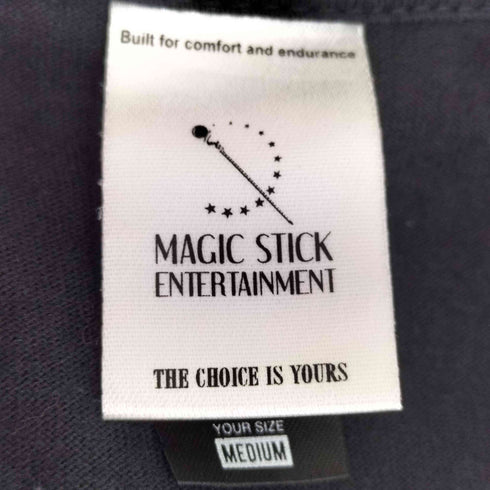 Built for comfort and endurance
MAGIC STICK
ENTERTAINMENT
THE CHOICE IS YOURS
YOUR SIZE
MEDIUM